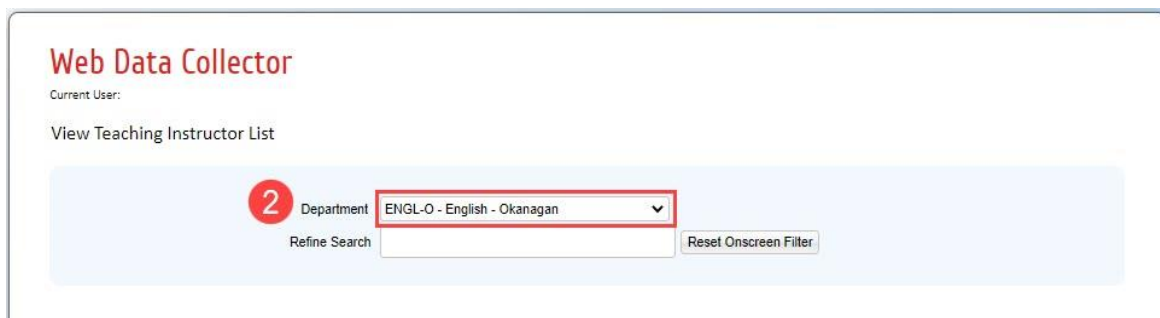 Web Data Collector
Current User:
View Teaching Instructor List
2 Department ENGL-O - English - Okanagan
Refine Search Reset Onscreen Filter